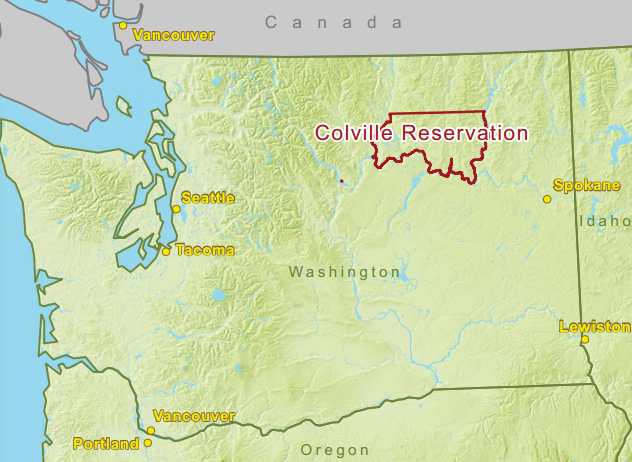 Canada
Vancouver
Colville Reservation
Spokane
Seattle
Idaho
Tacoma
Washington
Lewiston
Vancouver
Portland
Oregon